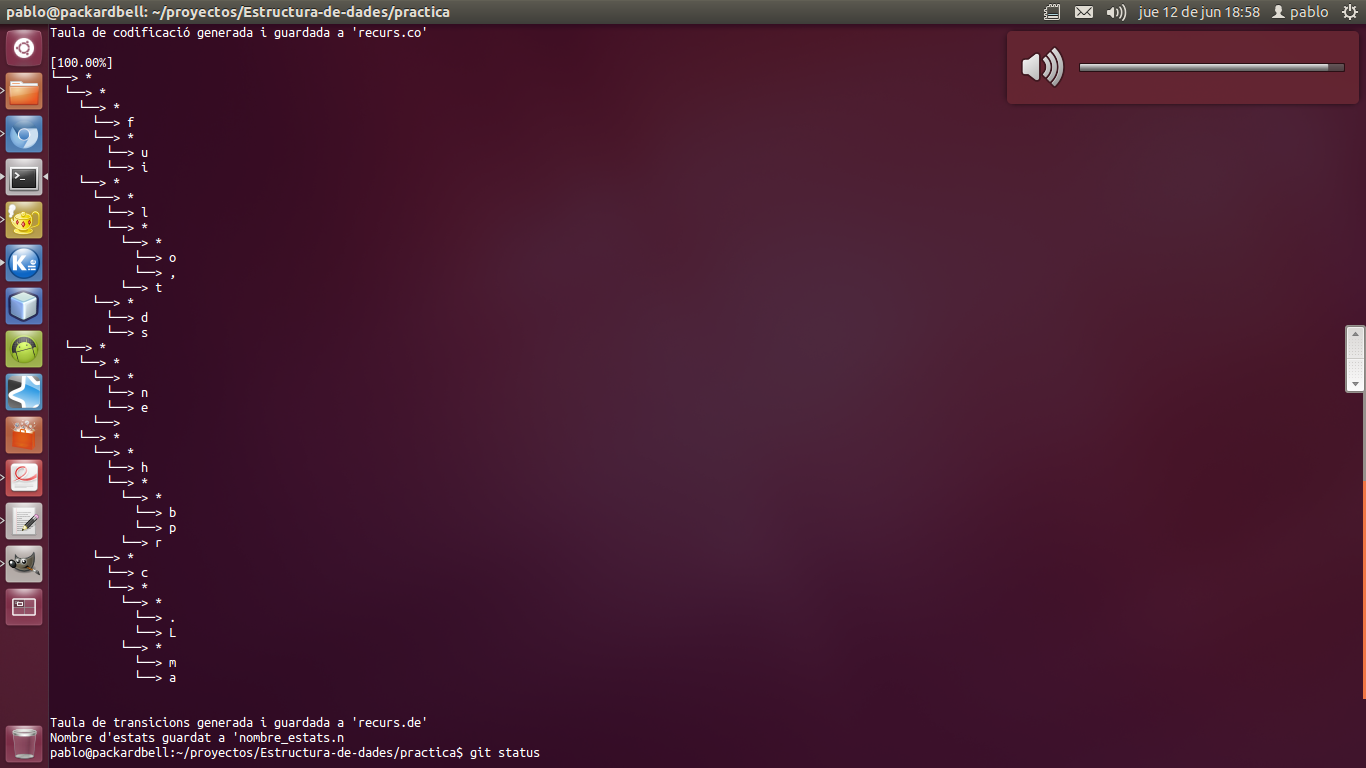 pablo@packardbell: ~/proyectos/Estructura-de-dades/practica
jue 12 de jun 18:58 pablo
Taula de codificació generada i guardada a 'recurs.co'
[100.00%]
└──> *
└──> *
└──> *
└──> f
└──> *
└──> u
└──> i
└──> *
└──> *
└──> l
└──> *
└──> *
└──> o
└──> ,
└──> t
└──> *
└──> d
└──> s
└──> *
└──> *
└──> *
└──> n
└──> e
└──>
└──> *
└──> *
└──> h
└──> *
└──> *
└──> b
└──> p
└──> r
└──> *
└──> c
└──> *
└──> *
└──> .
└──> L
└──> *
└──> m
└──> a
Taula de transicions generada i guardada a 'recurs.de'
Nombre d'estats guardat a 'nombre_estats.n
pablo@packardbell:~/proyectos/Estructura-de-dades/practica$ git status